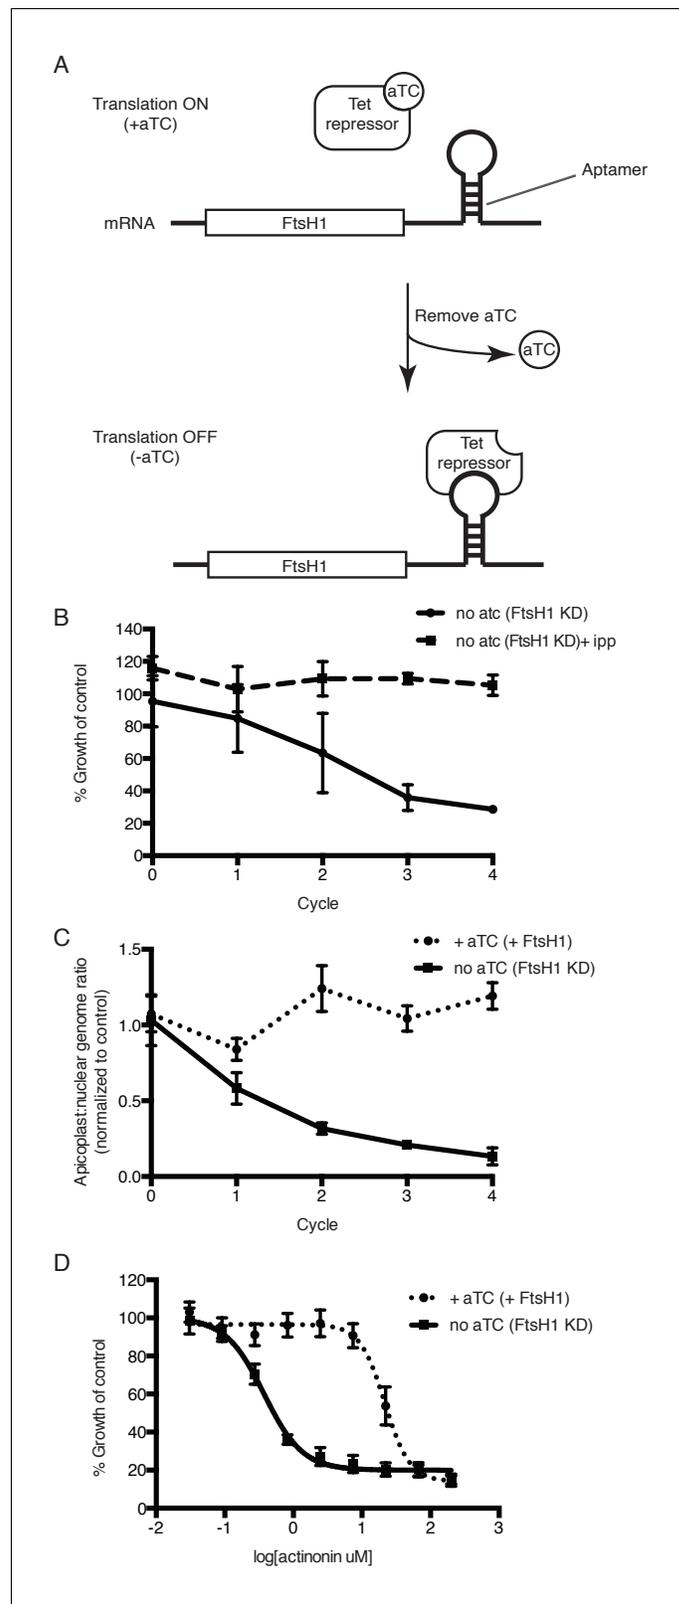 A
Translation ON
(+aTC)
Tet
repressor
aTC
Aptamer
mRNA
FtsH1
Remove aTC
aTC
Translation OFF
(-aTC)
Tet
repressor
FtsH1
B
no atc (FtsH1 KD)
no atc (FtsH1 KD)+ ipp
% Growth of control
140
120
100
80
60
40
20
0
0 1 2 3 4
Cycle
C
+ aTC (+ FtsH1)
no aTC (FtsH1 KD)
Apicoplast:nuclear genome ratio
(normalized to control)
1.5
1.0
0.5
0.0
0 1 2 3 4
Cycle
D
+ aTC (+ FtsH1)
no aTC (FtsH1 KD)
% Growth of control
120
100
80
60
40
20
0
-2 -1 0 1 2 3
log[actinonin uM]